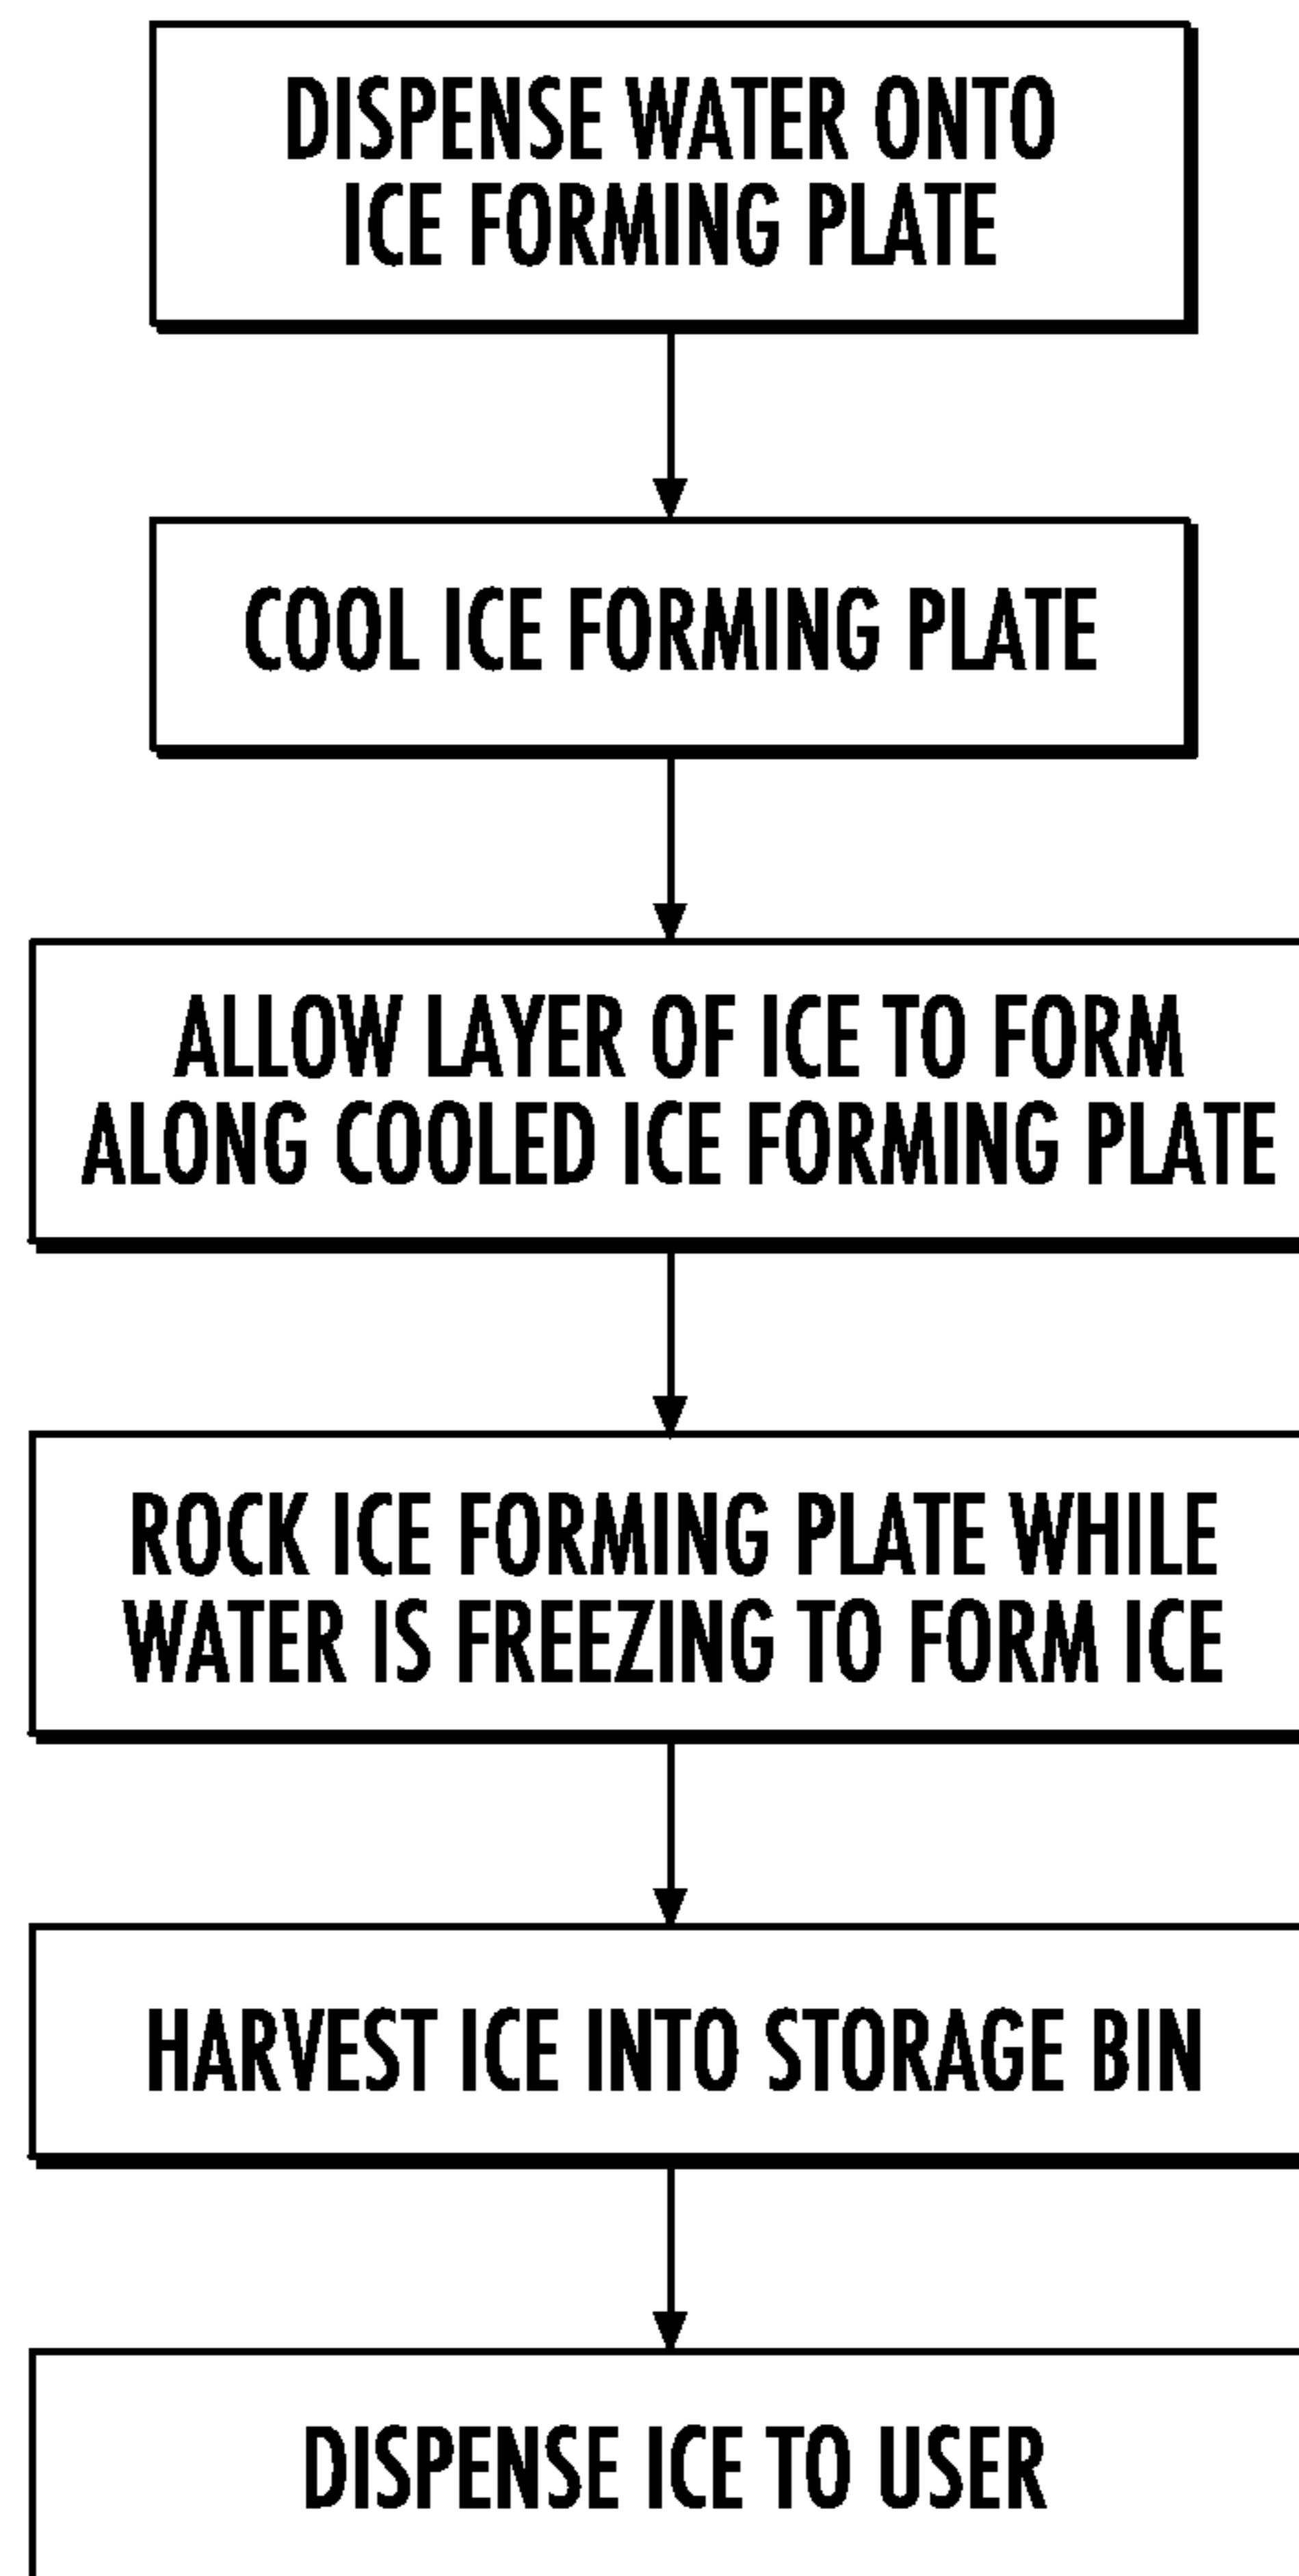 DISPENSE WATER ONTO
ICE FORMING PLATE
COOL ICE FORMING PLATE
ALLOW LAYER OF ICE TO FORM
ALONG COOLED ICE FORMING PLATE
ROCK ICE FORMING PLATE WHILE
WATER IS FREEZING TO FORM ICE
HARVEST ICE INTO STORAGE BIN
DISPENSE ICE TO USER